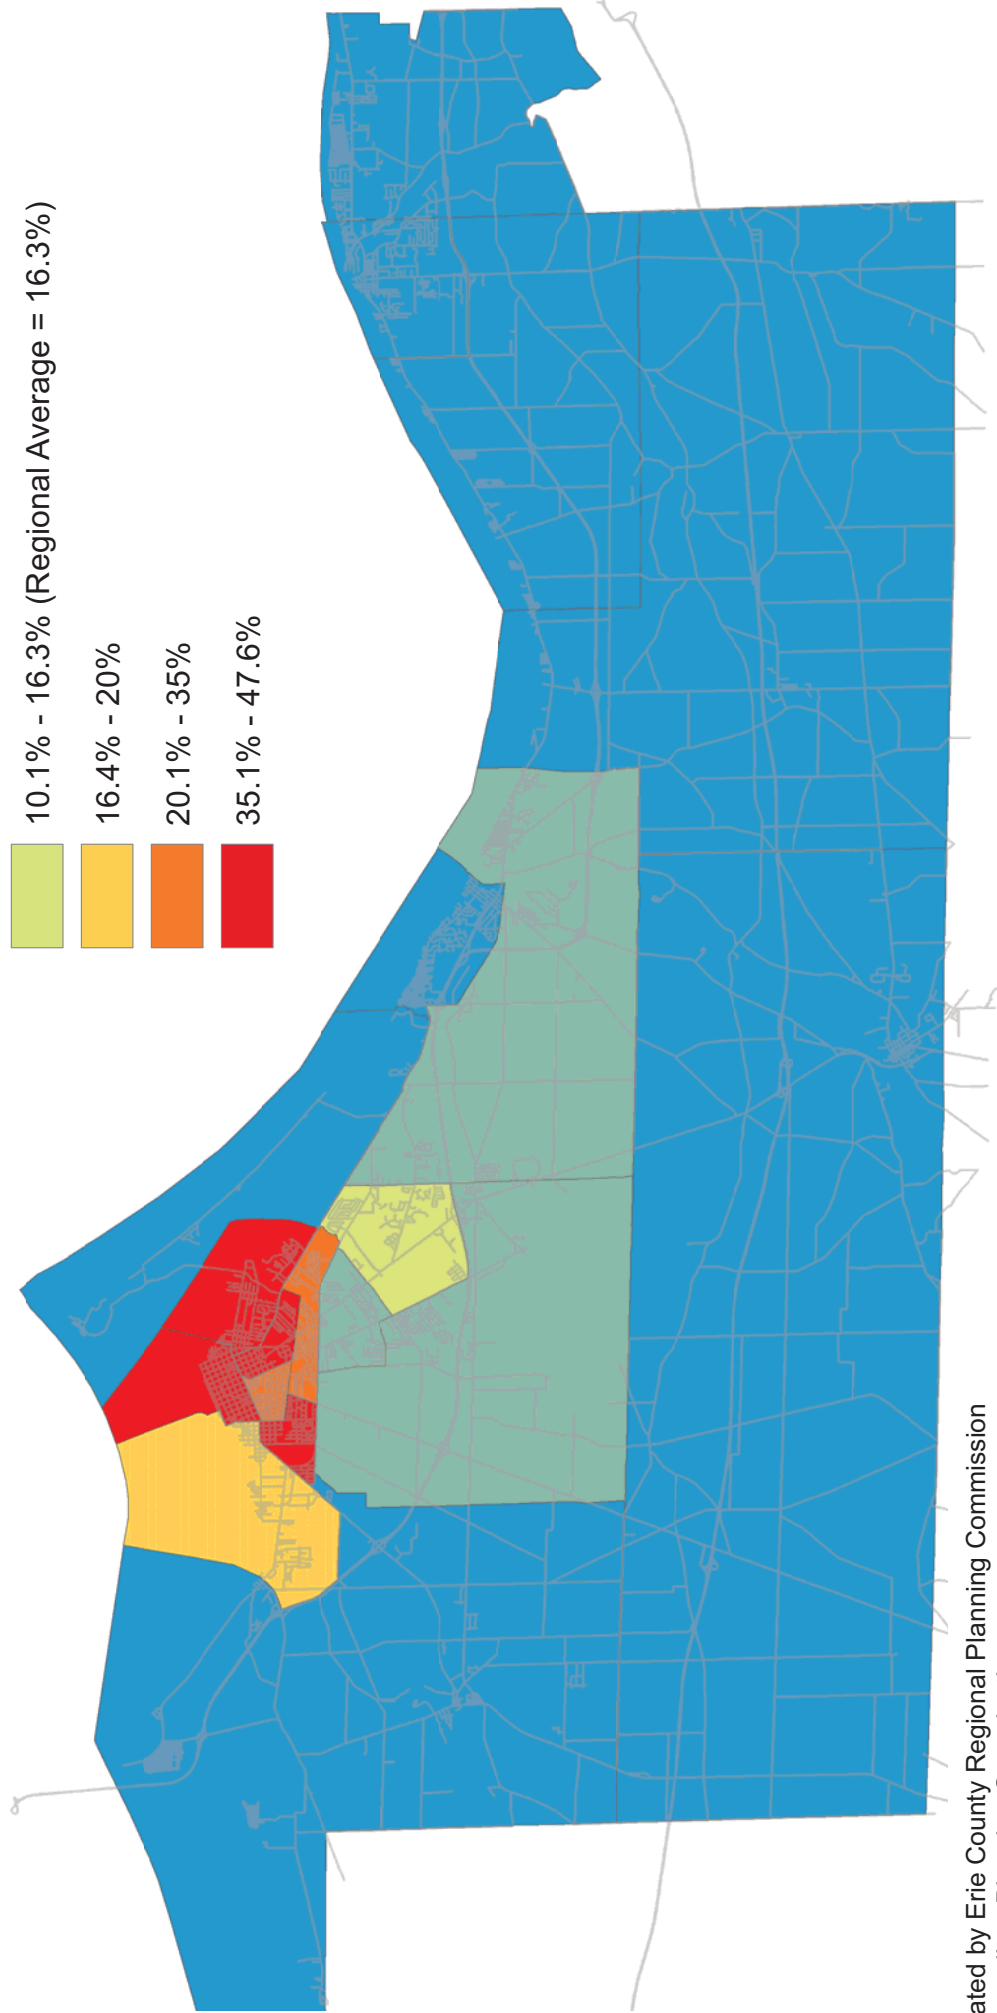 10.1% - 16.3% (Regional Average = 16.3%)
16.4% - 20%
20.1% - 35%
35.1% - 47.6%
ated by Erie County Regional Planning Commission